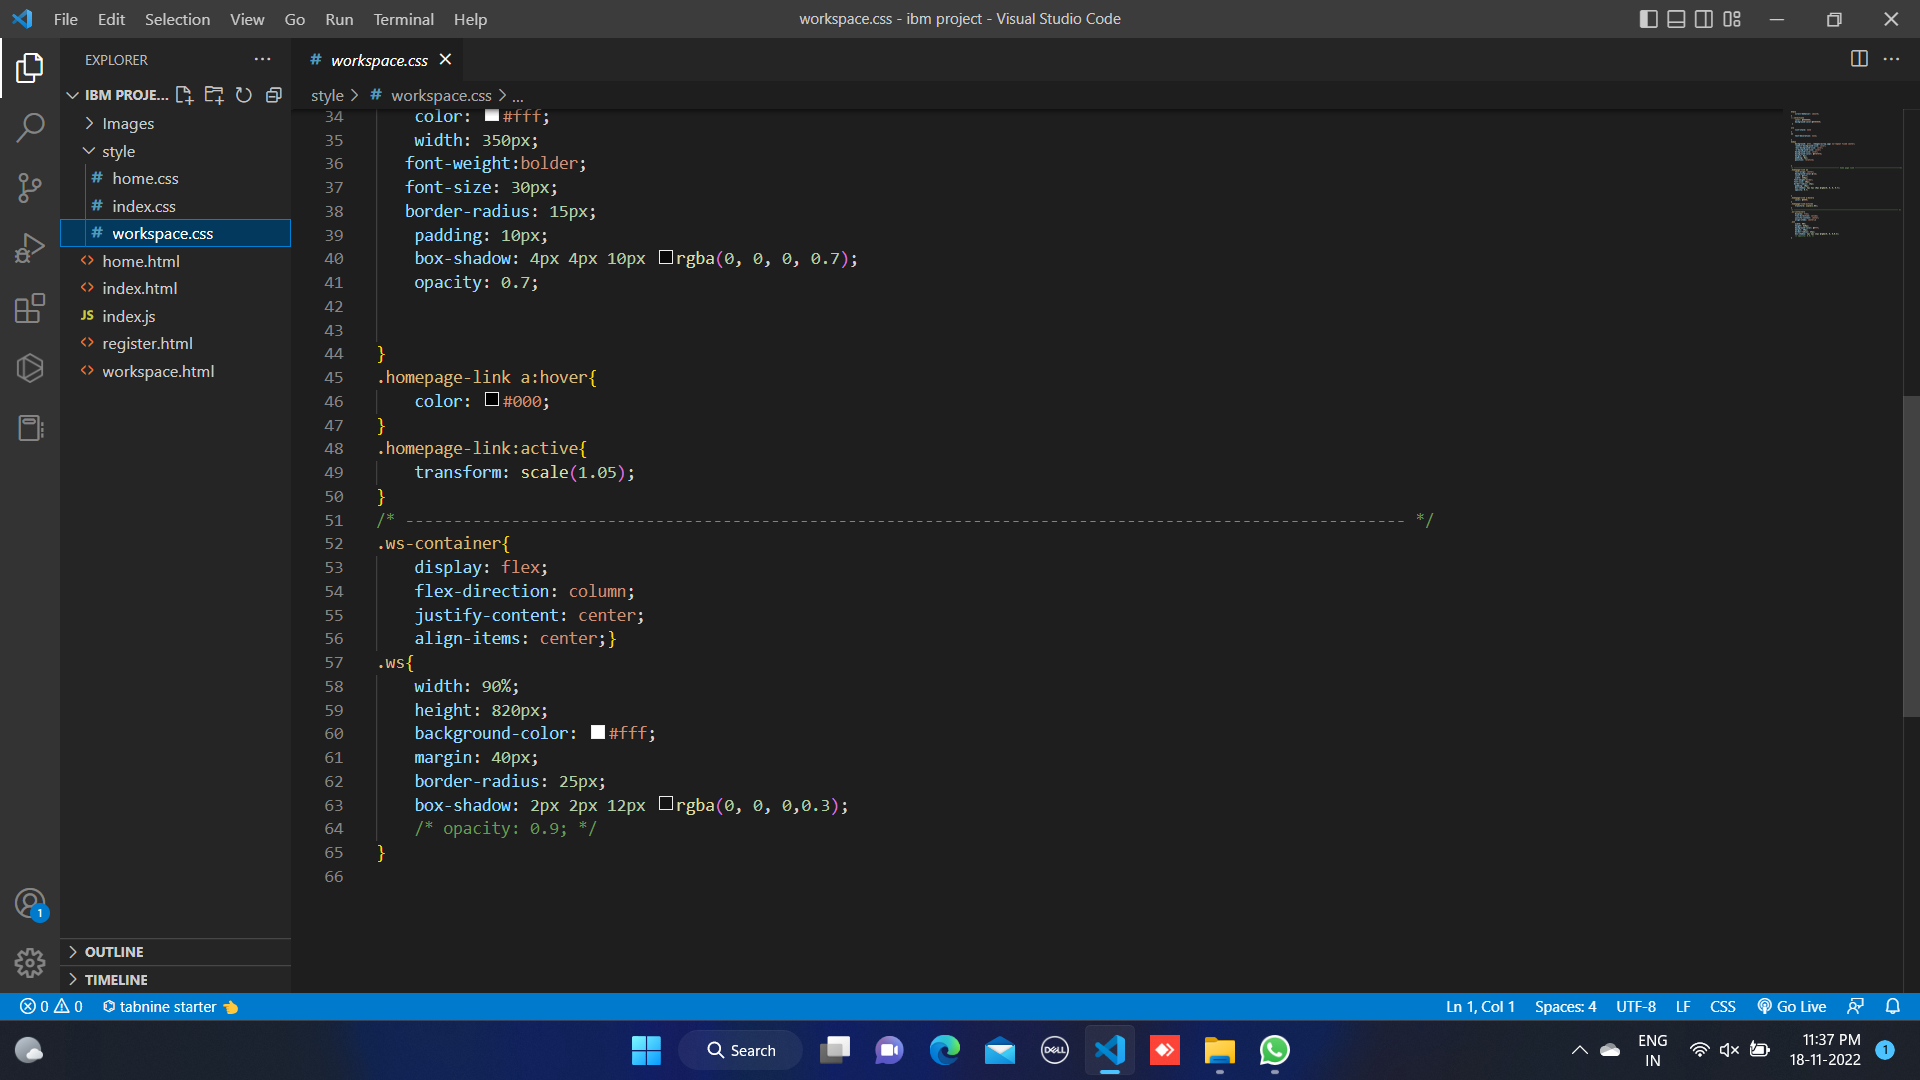 File Edit Selection View Go Run Terminal Help
workspace.css - ibm project - Visual Studio Code
EXPLORER
IBM PROJE...
Images
style
# home.css
# index.css
# workspace.css
<> home.html
<> index.html
JS index.js
<> register.html
<> workspace.html
OUTLINE
TIMELINE
# workspace.css
style > # workspace.css > ...
34 color: #fff;
35 width: 350px;
36 font-weight:bolder;
37 font-size: 30px;
38 border-radius: 15px;
39 padding: 10px;
40 box-shadow: 4px 4px 10px rgba(0, 0, 0, 0.7);
41 opacity: 0.7;
42
43
44 }
45 .homepage-link a:hover{
46 color: #000;
47 }
48 .homepage-link:active{
49 transform: scale(1.05);
50 }
51 /* -------------------------------------------------------------------------------------------------------- */
52 .ws-container{
53 display: flex;
54 flex-direction: column;
55 justify-content: center;
56 align-items: center;}
57 .ws{
58 width: 90%;
59 height: 820px;
60 background-color: #fff;
61 margin: 40px;
62 border-radius: 25px;
63 box-shadow: 2px 2px 12px rgba(0, 0, 0,0.3);
64 /* opacity: 0.9; */
65 }
66
1
0 0 tabnine starter 👈
Ln 1, Col 1 Spaces: 4 UTF-8 LF CSS Go Live
Search
DELL
ENG
IN
11:37 PM
18-11-2022
1